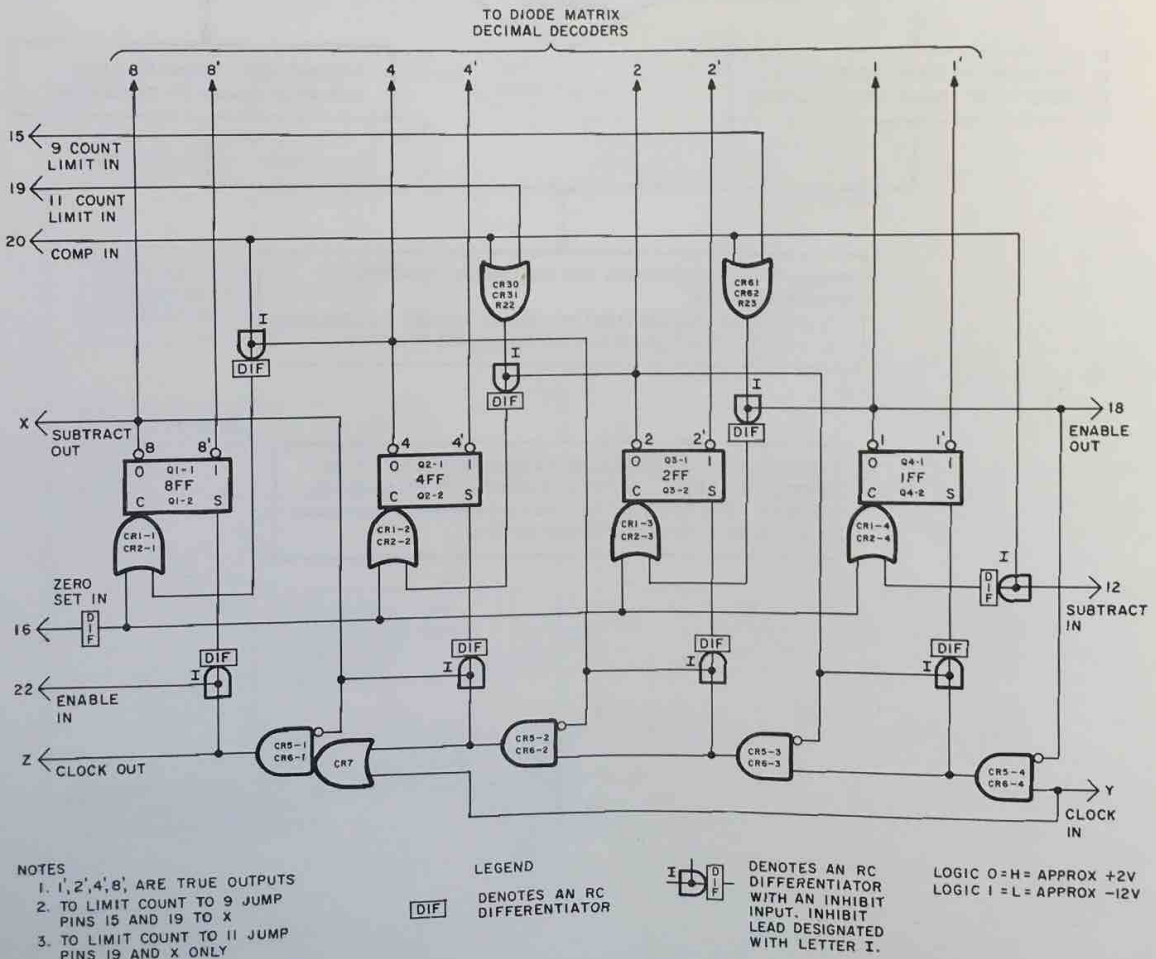 TO DIODE MATRIX
DECIMAL DECODERS
8 8' 4 4' 2 2' 1 1'
15
9 COUNT
LIMIT IN
19
11 COUNT
LIMIT IN
20
COMP IN
CR30
CR31
R22
CR61
CR62
R23
I
DIF
I
DIF
I
DIF
X
SUBTRACT
OUT
18
ENABLE
OUT
8 8'
O Q1-1 I
8FF
C Q1-2 S
4 4'
O Q2-1 I
4FF
C Q2-2 S
2 2'
O Q3-1 I
2FF
C Q3-2 S
1 1'
O Q4-1 I
1FF
C Q4-2 S
CR1-1
CR2-1
CR1-2
CR2-2
CR1-3
CR2-3
CR1-4
CR2-4
ZERO
SET IN
16
DIF
I
DIF
12
SUBTRACT
IN
DIF
I
DIF
I
DIF
I
DIF
I
22
ENABLE
IN
Z
CLOCK OUT
CR5-1
CR6-1
CR7
CR5-2
CR6-2
CR5-3
CR6-3
CR5-4
CR6-4
Y
CLOCK
IN
NOTES
1. 1', 2', 4', 8', ARE TRUE OUTPUTS
2. TO LIMIT COUNT TO 9 JUMP
PINS 15 AND 19 TO X
3. TO LIMIT COUNT TO 11 JUMP
PINS 19 AND X ONLY
LEGEND
DIF
DENOTES AN RC
DIFFERENTIATOR
I
DIF
DENOTES AN RC
DIFFERENTIATOR
WITH AN INHIBIT
INPUT. INHIBIT
LEAD DESIGNATED
WITH LETTER I.
LOGIC O = H = APPROX +2V
LOGIC I = L = APPROX -12V